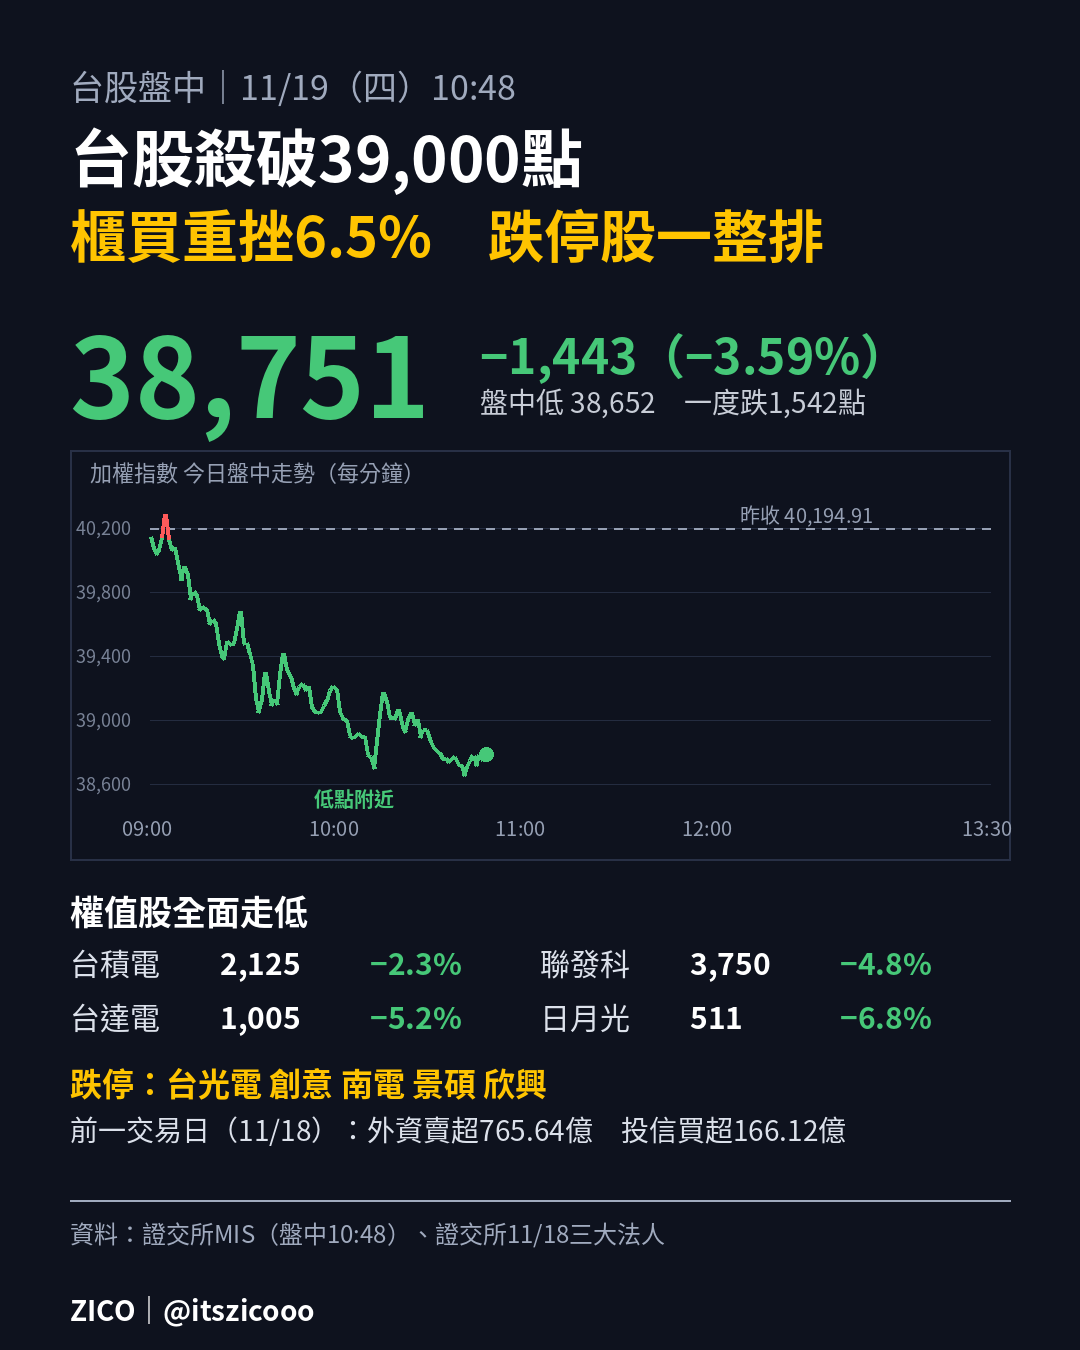 台股盤中｜11/19（四）10:48
台股殺破39,000點
櫃買重挫6.5%　跌停股一整排
38,751
−1,443（−3.59%）
盤中低 38,652　一度跌1,542點
加權指數 今日盤中走勢（每分鐘）
昨收 40,194.91
40,200
39,800
39,400
39,000
38,600
低點附近
09:00 10:00 11:00 12:00 13:30
權值股全面走低
台積電 2,125 −2.3% 聯發科 3,750 −4.8%
台達電 1,005 −5.2% 日月光 511 −6.8%
跌停：台光電 創意 南電 景碩 欣興
前一交易日（11/18）：外資賣超765.64億　投信買超166.12億
資料：證交所MIS（盤中10:48）、證交所11/18三大法人
ZICO｜@itszicooo